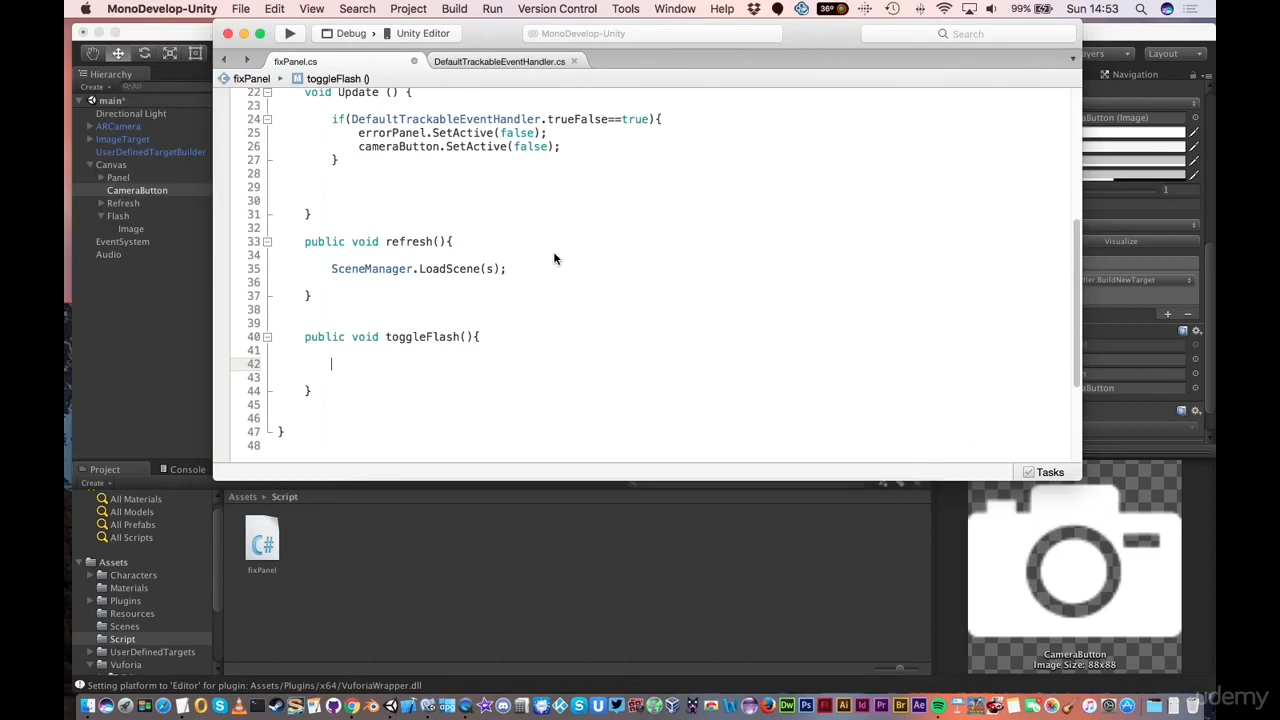 MonoDevelop-Unity File Edit View Search Project Build Run Version Control Tools Window Help 36° 99% Sun 14:53
Debug Unity Editor MonoDevelop-Unity Search
fixPanel.cs DefaultTrackableEventHandler.cs
fixPanel M toggleFlash ()
Layout
Hierarchy
Navigation
Create All
main*
Directional Light
ARCamera
ImageTarget
UserDefinedTargetBuilder
Canvas
Panel
CameraButton
Refresh
Flash
Image
EventSystem
Audio
22 void Update () {
23
24 if(DefaultTrackableEventHandler.trueFalse==true){
25 errorPanel.SetActive(false);
26 cameraButton.SetActive(false);
27 }
28
29
30
31 }
32
33 public void refresh(){
34
35 SceneManager.LoadScene(s);
36
37 }
38
39
40 public void toggleFlash(){
41
42
43
44 }
45
46
47 }
48
Tasks
1
Visualize
ller.BuildNewTarget
Project Console
Create
All Materials
All Models
All Prefabs
All Scripts
Assets
Characters
Materials
Plugins
Resources
Scenes
Script
UserDefinedTargets
Vuforia
Assets Script
C#
fixPanel
CameraButton
Image Size: 88x88
Setting platform to 'Editor' for plugin: Assets/Plugins/x64/VuforiaWrapper.dll
udemy